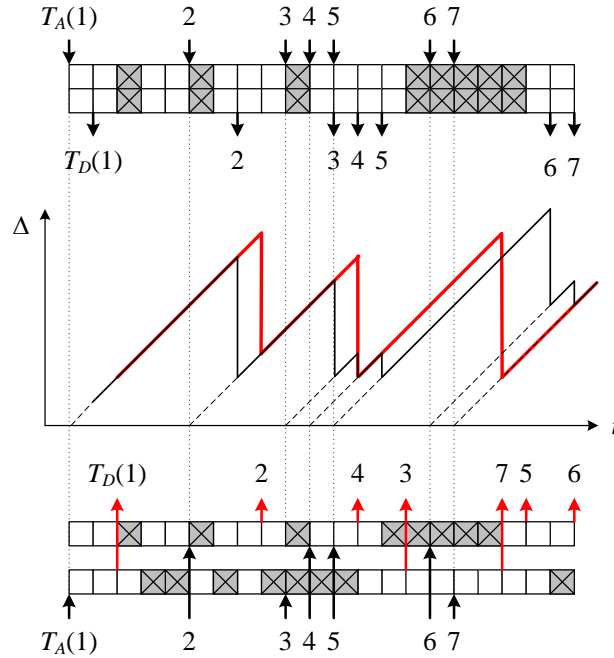 T_A(1) 2 3 4 5 6 7
T_D(1) 2 3 4 5 6 7
Δ
t
T_D(1) 2 4 3 7 5 6
T_A(1) 2 3 4 5 6 7